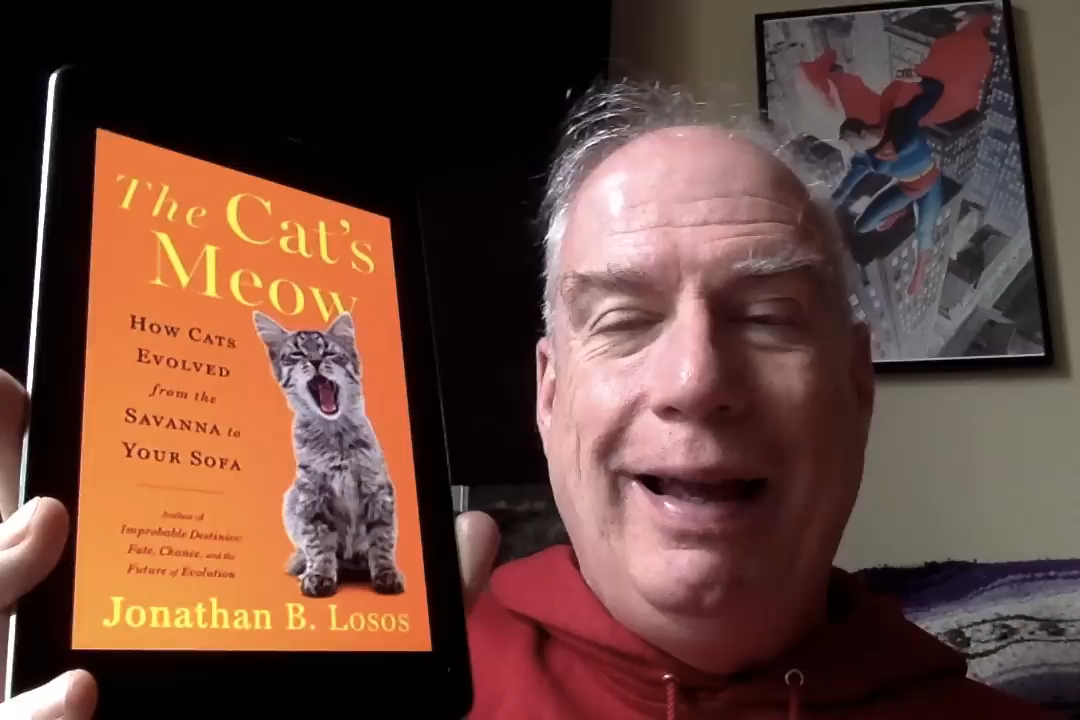 The Cat's
Meow
How Cats
Evolved
from the
Savanna to
Your Sofa
Author of
Improbable Destinies:
Fate, Chance, and the
Future of Evolution
Jonathan B. Losos